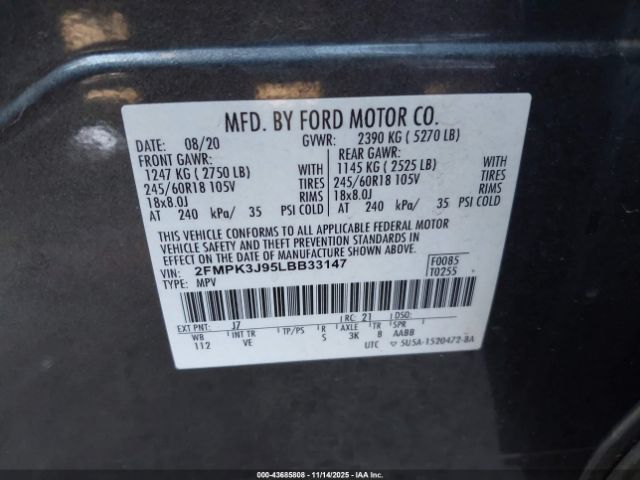 MFD. BY FORD MOTOR CO.
DATE: 08/20 GVWR: 2390 KG ( 5270 LB)
FRONT GAWR: REAR GAWR:
1247 KG ( 2750 LB) WITH 1145 KG ( 2525 LB) WITH
245/60R18 105V TIRES 245/60R18 105V TIRES
18x8.0J RIMS 18x8.0J RIMS
AT 240 kPa/ 35 PSI COLD AT 240 kPa/ 35 PSI COLD
THIS VEHICLE CONFORMS TO ALL APPLICABLE FEDERAL MOTOR
VEHICLE SAFETY AND THEFT PREVENTION STANDARDS IN EFFECT
ON THE DATE OF MANUFACTURE SHOWN ABOVE.
VIN: 2FMPK3J95LBB33147 F0085
TYPE: MPV T0255
EXT PNT: J7 RC: 21 DSO:
WB INT TR TP/PS R AXLE TR SPR
112 VE S 3K 8 AABB
UTC ▽ 5U5A-1520472-BA
000-43685808 - 11/14/2025 - IAA Inc.